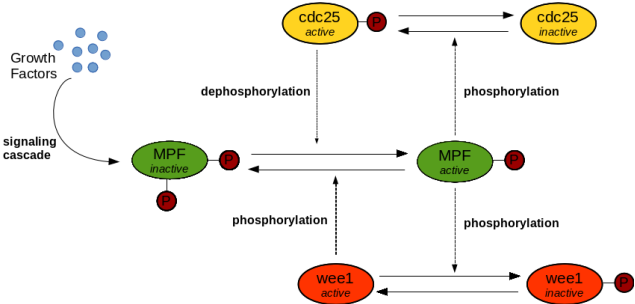 cdc25
active
P
cdc25
inactive
Growth
Factors
dephosphorylation
phosphorylation
signaling
cascade
MPF
inactive
P
P
MPF
active
P
phosphorylation
phosphorylation
wee1
active
wee1
inactive
P